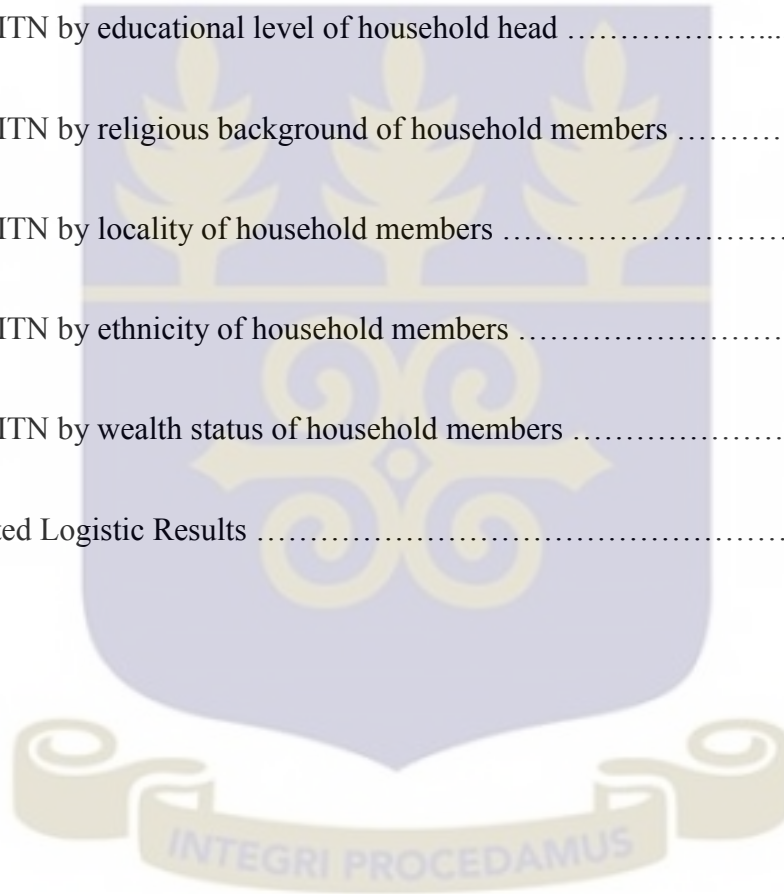 ITN by educational level of household head ………………....
ITN by religious background of household members ……….
ITN by locality of household members ……………………….
ITN by ethnicity of household members …………………….
ITN by wealth status of household members ……………….
ted Logistic Results …………………………………………….
INTEGRI PROCEDAMUS